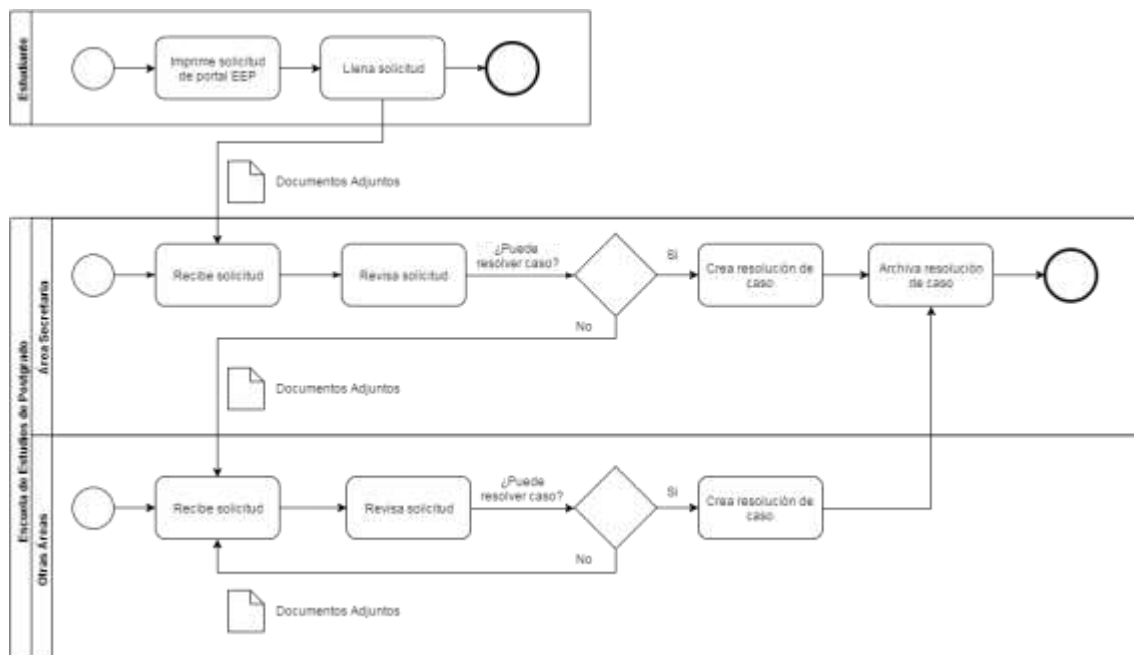 Estudiante
Imprime solicitud
de portal EEP
Llena solicitud
Documentos Adjuntos
Escuela de Estudios de Postgrado
Área Secretaría
Recibe solicitud
Revisa solicitud
¿Puede
resolver caso?
Si
No
Crea resolución de
caso
Archiva resolución
de caso
Documentos Adjuntos
Otras Áreas
Recibe solicitud
Revisa solicitud
¿Puede
resolver caso?
Si
No
Crea resolución de
caso
Documentos Adjuntos